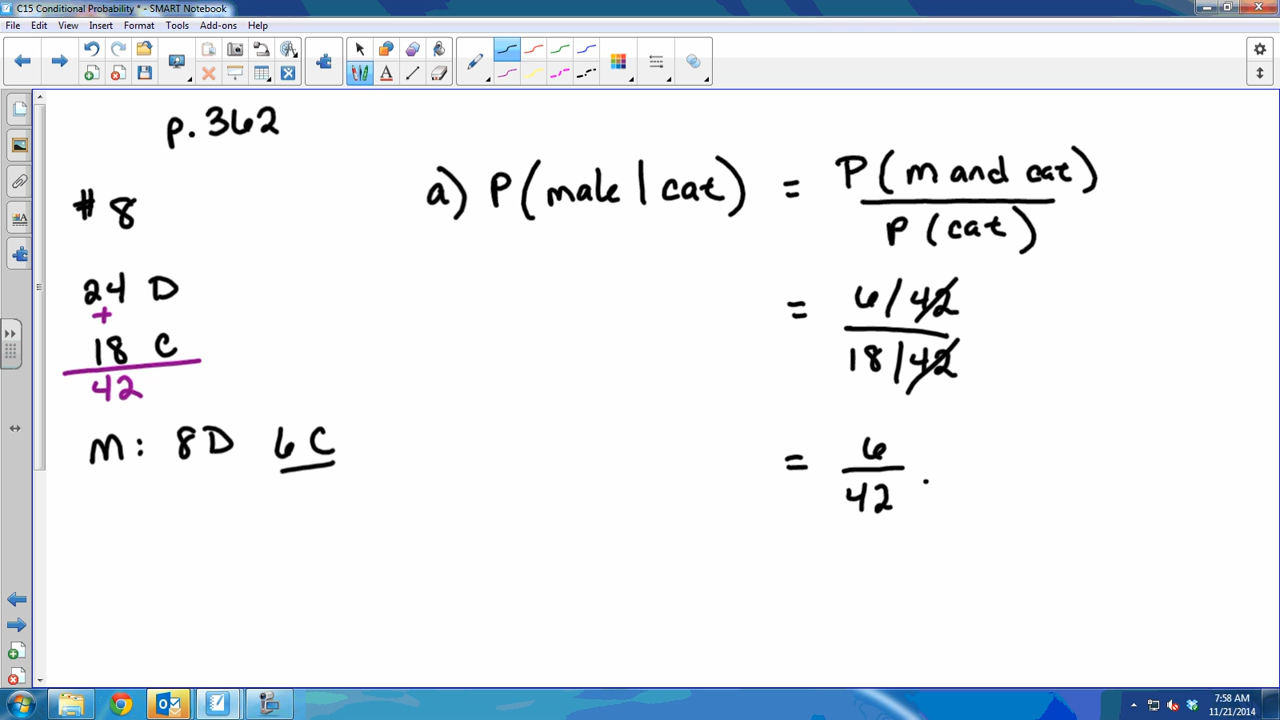 C15 Conditional Probability * - SMART Notebook
File Edit View Insert Format Tools Add-ons Help
p. 362
# 8
a) P(male | cat) = P(m and cat)
P(cat)
24 D
+
18 C
42
= 6/42
18/42
m: 8D 6C
= 6
42 .
7:58 AM
11/21/2014